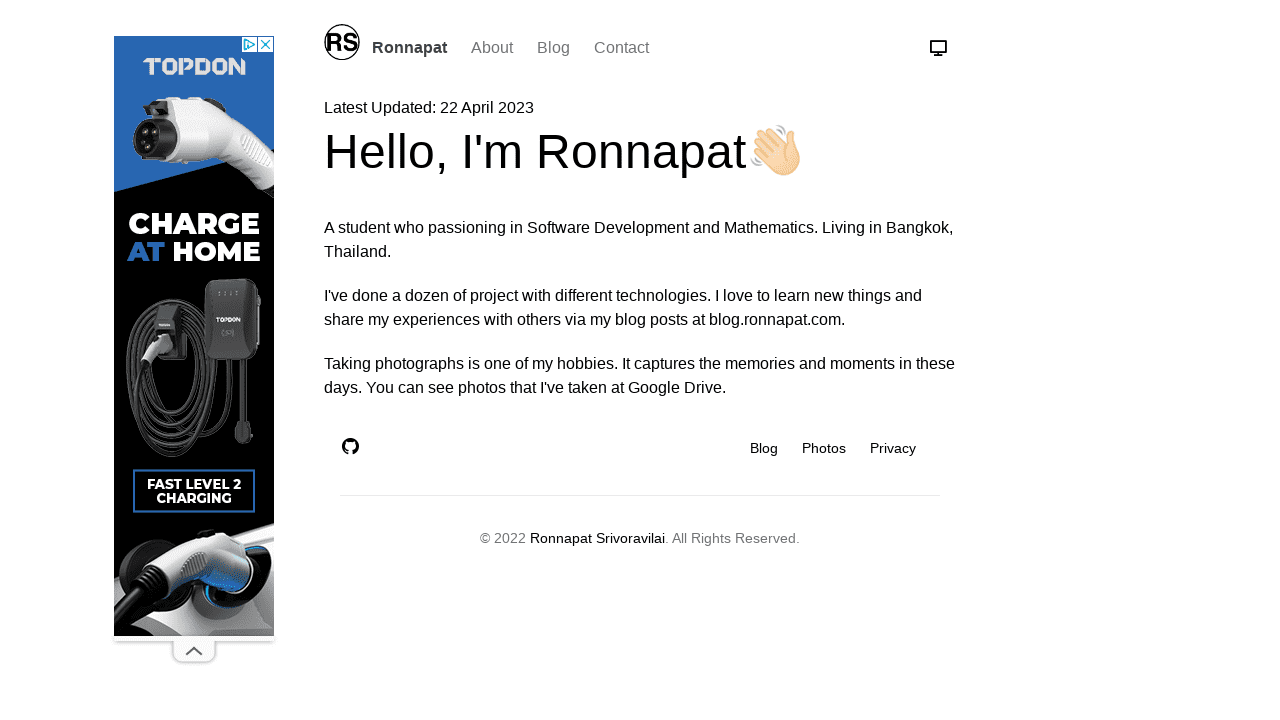 RS
Ronnapat About Blog Contact
Latest Updated: 22 April 2023
Hello, I'm Ronnapat
A student who passioning in Software Development and Mathematics. Living in Bangkok,
Thailand.
I've done a dozen of project with different technologies. I love to learn new things and
share my experiences with others via my blog posts at blog.ronnapat.com.
Taking photographs is one of my hobbies. It captures the memories and moments in these
days. You can see photos that I've taken at Google Drive.
Blog Photos Privacy
© 2022 Ronnapat Srivoravilai. All Rights Reserved.
TOPDON
CHARGE
AT HOME
TOPDON
FAST LEVEL 2
CHARGING